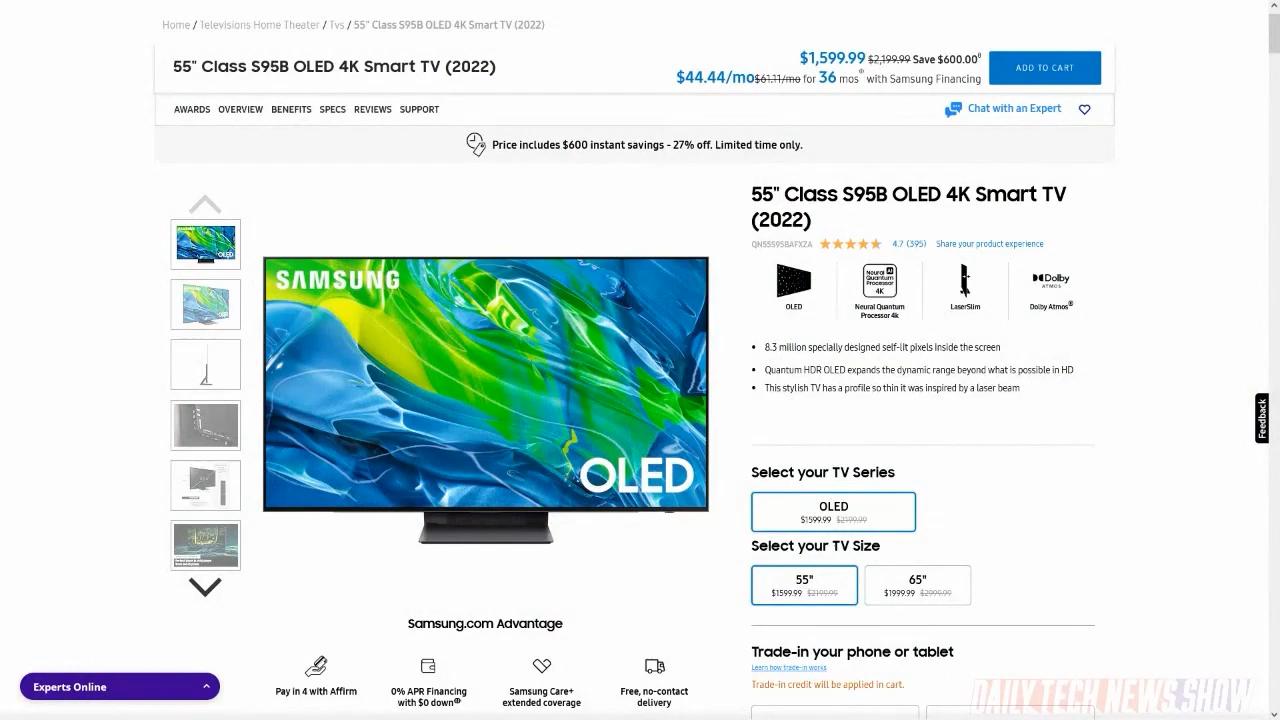 Home / Televisions Home Theater / Tvs / 55" Class S95B OLED 4K Smart TV (2022)
55" Class S95B OLED 4K Smart TV (2022)
$1,599.99 $2,199.99 Save $600.00
$44.44/mo $61.11/mo for 36 mos with Samsung Financing
ADD TO CART
AWARDS OVERVIEW BENEFITS SPECS REVIEWS SUPPORT
Chat with an Expert
Price includes $600 instant savings - 27% off. Limited time only.
55" Class S95B OLED 4K Smart TV
(2022)
QN55S95BAFXZA 4.7 (395) Share your product experience
SAMSUNG
OLED
OLED
OLED
Neural
Quantum
Processor
4K
AI
Dolby
ATMOS
OLED
Neural Quantum
Processor 4k
LaserSlim
Dolby Atmos®
8.3 million specially designed self-lit pixels inside the screen
Quantum HDR OLED expands the dynamic range beyond what is possible in HD
This stylish TV has a profile so thin it was inspired by a laser beam
Feedback
Select your TV Series
OLED
$1599.99 $2199.99
Select your TV Size
55"
$1599.99 $2199.99
65"
$1999.99 $2999.99
Samsung.com Advantage
Trade-in your phone or tablet
Learn how trade-in works
Trade-in credit will be applied in cart.
Pay in 4 with Affirm
0% APR Financing
with $0 down
Samsung Care+
extended coverage
Free, no-contact
delivery
Experts Online
DAILY TECH NEWS SHOW